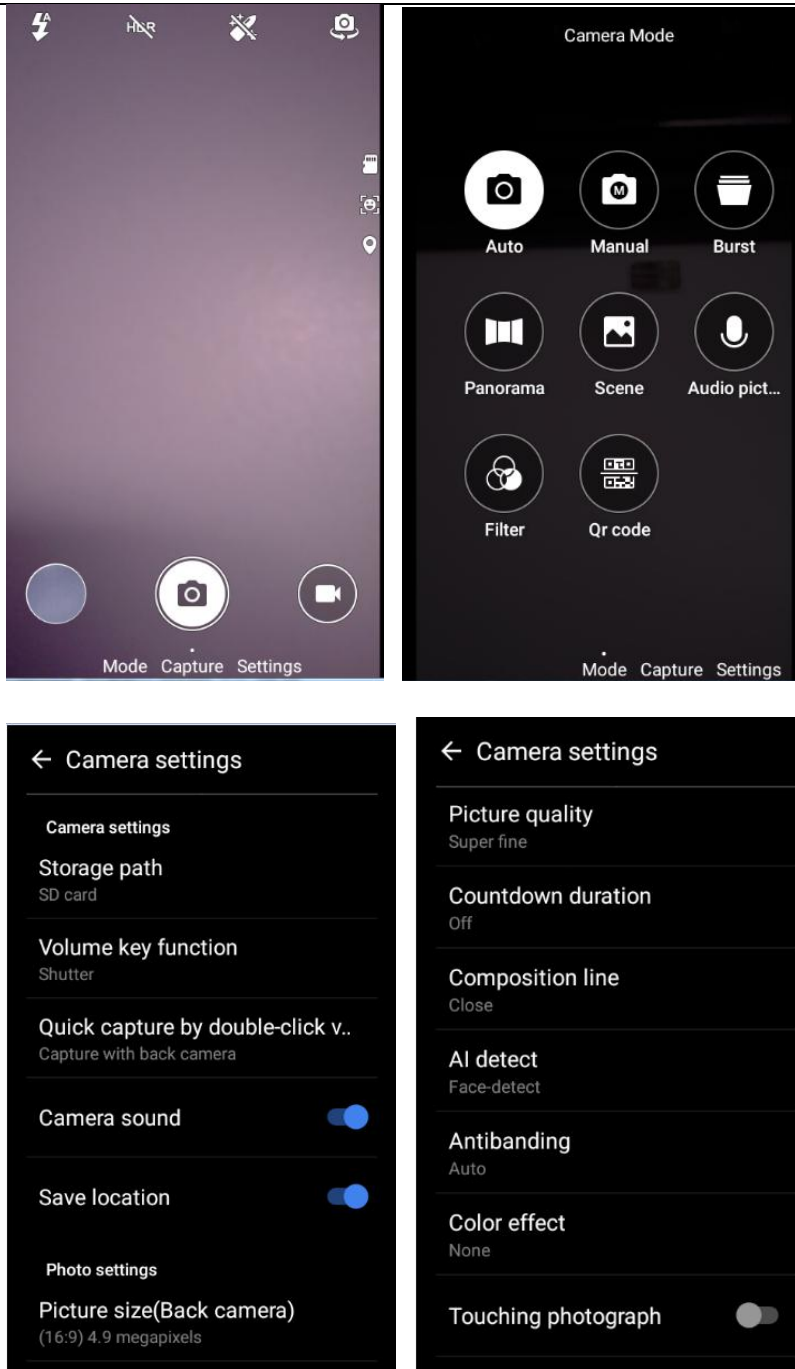 A
HDR
Mode Capture Settings
Camera Mode
M
Auto Manual Burst
Panorama Scene Audio pict...
Filter Qr code
Mode Capture Settings
Camera settings
Camera settings
Storage path
SD card
Volume key function
Shutter
Quick capture by double-click v..
Capture with back camera
Camera sound
Save location
Photo settings
Picture size(Back camera)
(16:9) 4.9 megapixels
Camera settings
Picture quality
Super fine
Countdown duration
Off
Composition line
Close
AI detect
Face-detect
Antibanding
Auto
Color effect
None
Touching photograph